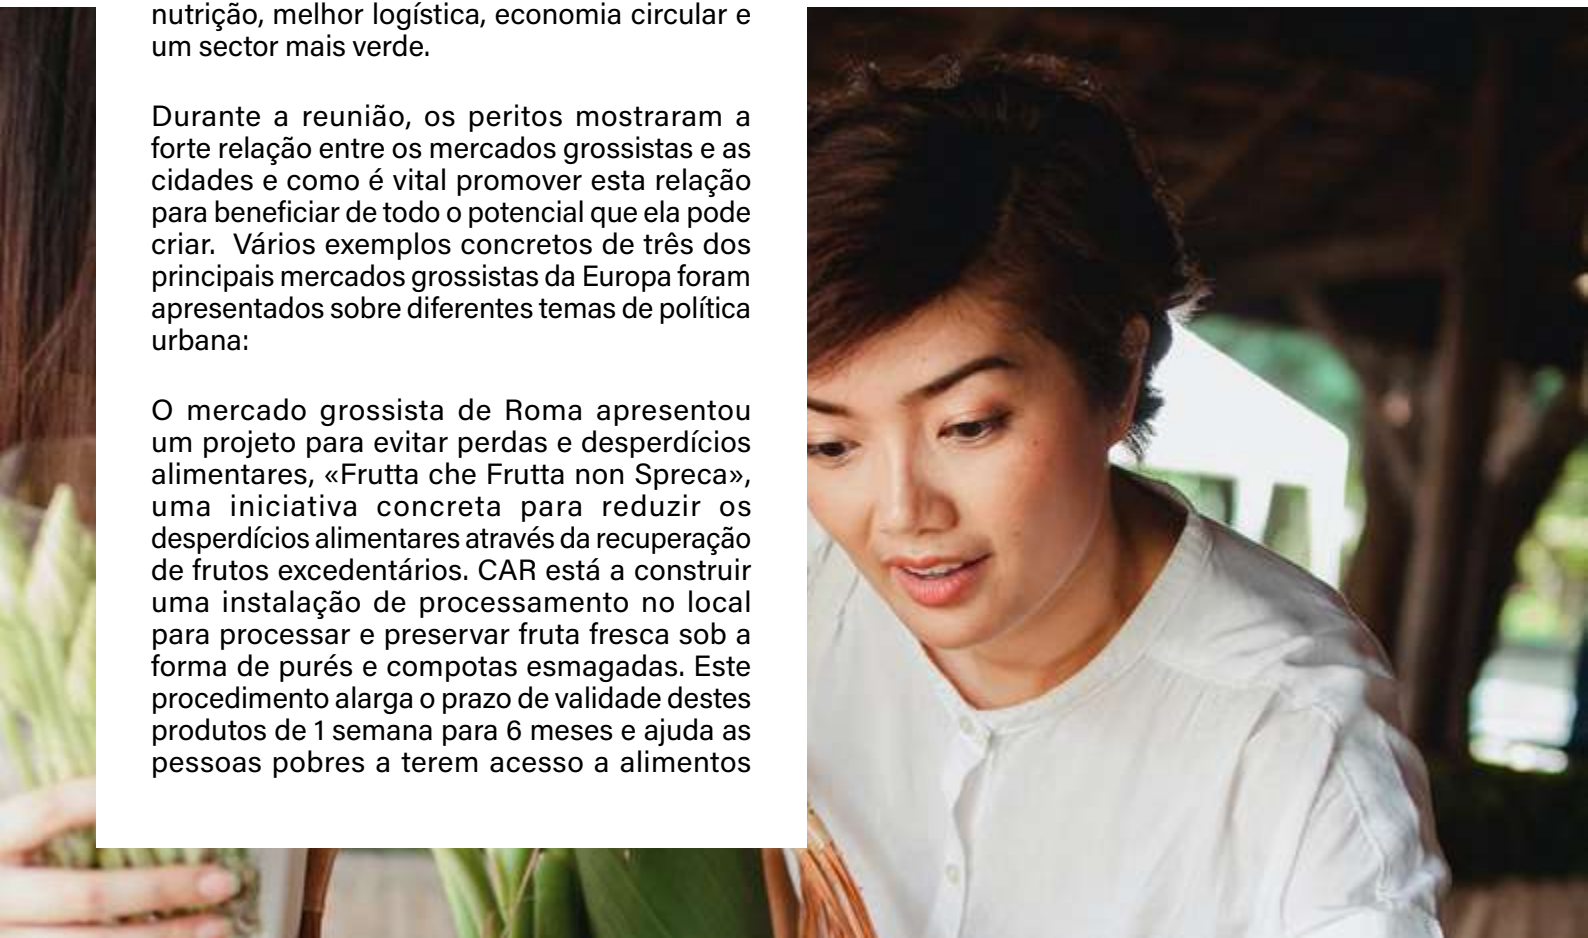 nutrição, melhor logística, economia circular e
um sector mais verde.
Durante a reunião, os peritos mostraram a
forte relação entre os mercados grossistas e as
cidades e como é vital promover esta relação
para beneficiar de todo o potencial que ela pode
criar.  Vários exemplos concretos de três dos
principais mercados grossistas da Europa foram
apresentados sobre diferentes temas de política
urbana:
O mercado grossista de Roma apresentou
um projeto para evitar perdas e desperdícios
alimentares, «Frutta che Frutta non Spreca»,
uma iniciativa concreta para reduzir os
desperdícios alimentares através da recuperação
de frutos excedentários. CAR está a construir
uma instalação de processamento no local
para processar e preservar fruta fresca sob a
forma de purés e compotas esmagadas. Este
procedimento alarga o prazo de validade destes
produtos de 1 semana para 6 meses e ajuda as
pessoas pobres a terem acesso a alimentos